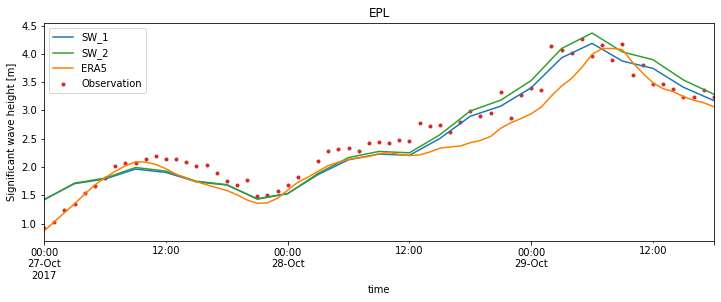 EPL
Significant wave height [m]
4.5
4.0
3.5
3.0
2.5
2.0
1.5
1.0
SW_1
SW_2
ERA5
Observation
00:00
27-Oct
2017
12:00
00:00
28-Oct
12:00
00:00
29-Oct
12:00
time